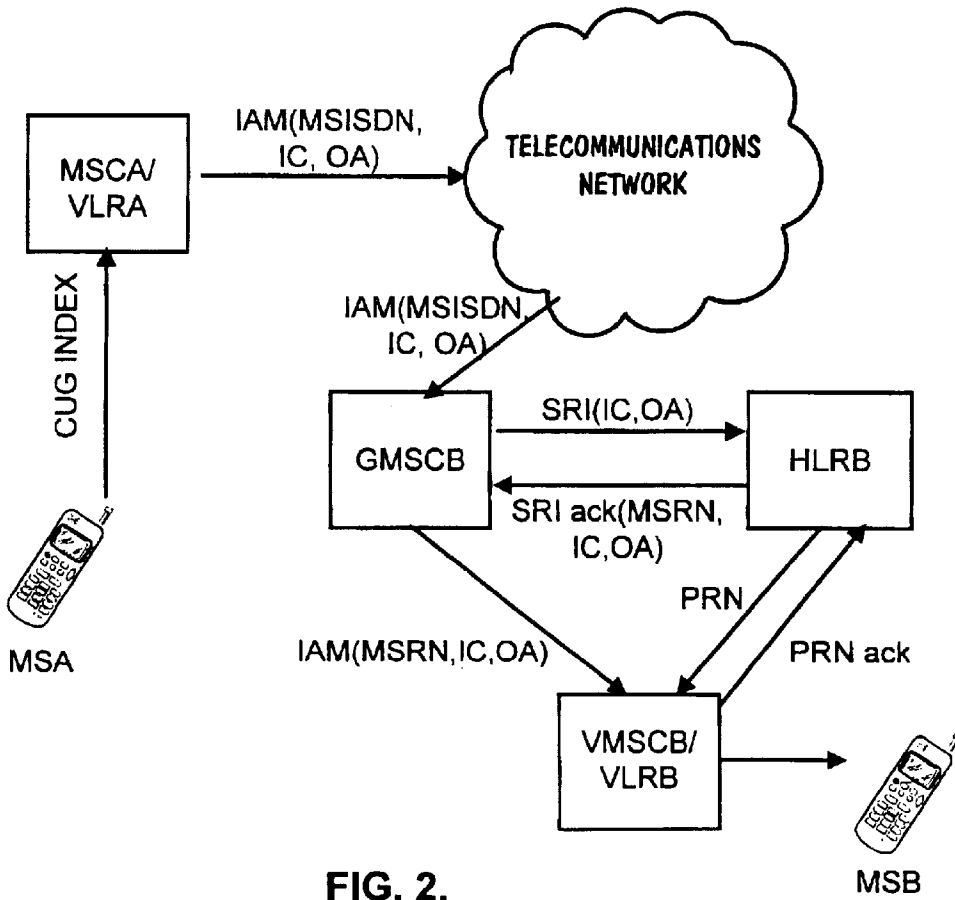 IAM(MSISDN,
IC, OA)
MSCA/
VLRA
TELECOMMUNICATIONS
NETWORK
CUG INDEX
IAM(MSISDN,
IC, OA)
GMSCB
SRI(IC,OA)
HLRB
SRI ack(MSRN,
IC,OA)
MSA
PRN
IAM(MSRN,IC,OA)
PRN ack
VMSCB/
VLRB
MSB
FIG. 2.